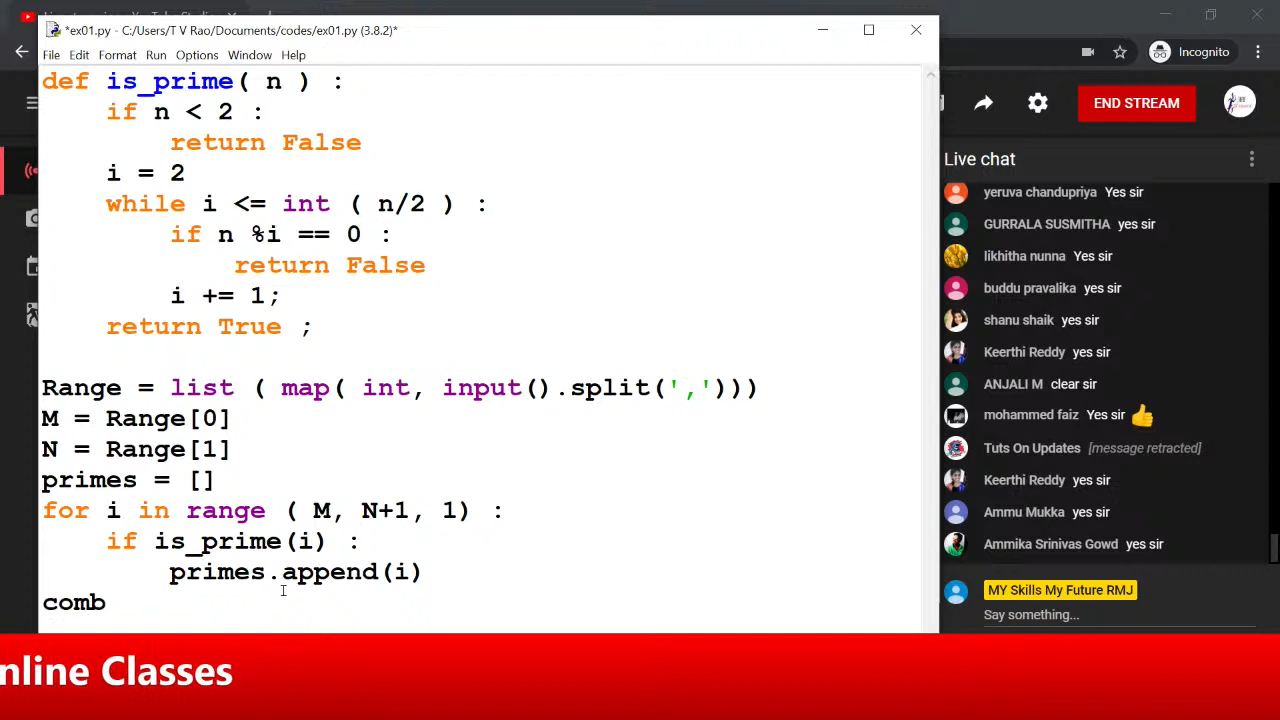 *ex01.py - C:/Users/T V Rao/Documents/codes/ex01.py (3.8.2)*
File Edit Format Run Options Window Help
def is_prime( n ) :
if n < 2 :
return False
i = 2
while i <= int ( n/2 ) :
if n %i == 0 :
return False
i += 1;
return True ;
Range = list ( map( int, input().split(',')))
M = Range[0]
N = Range[1]
primes = []
for i in range ( M, N+1, 1) :
if is_prime(i) :
primes.append(i)
comb
Incognito
END STREAM
Live chat
yeruva chandupriya Yes sir
GURRALA SUSMITHA yes sir
likhitha nunna Yes sir
buddu pravalika yes sir
shanu shaik yes sir
Keerthi Reddy yes sir
ANJALI M clear sir
mohammed faiz Yes sir 👍
Tuts On Updates [message retracted]
Keerthi Reddy yes sir
Ammu Mukka yes sir
Ammika Srinivas Gowd yes sir
MY Skills My Future RMJ
Say something...
nline Classes